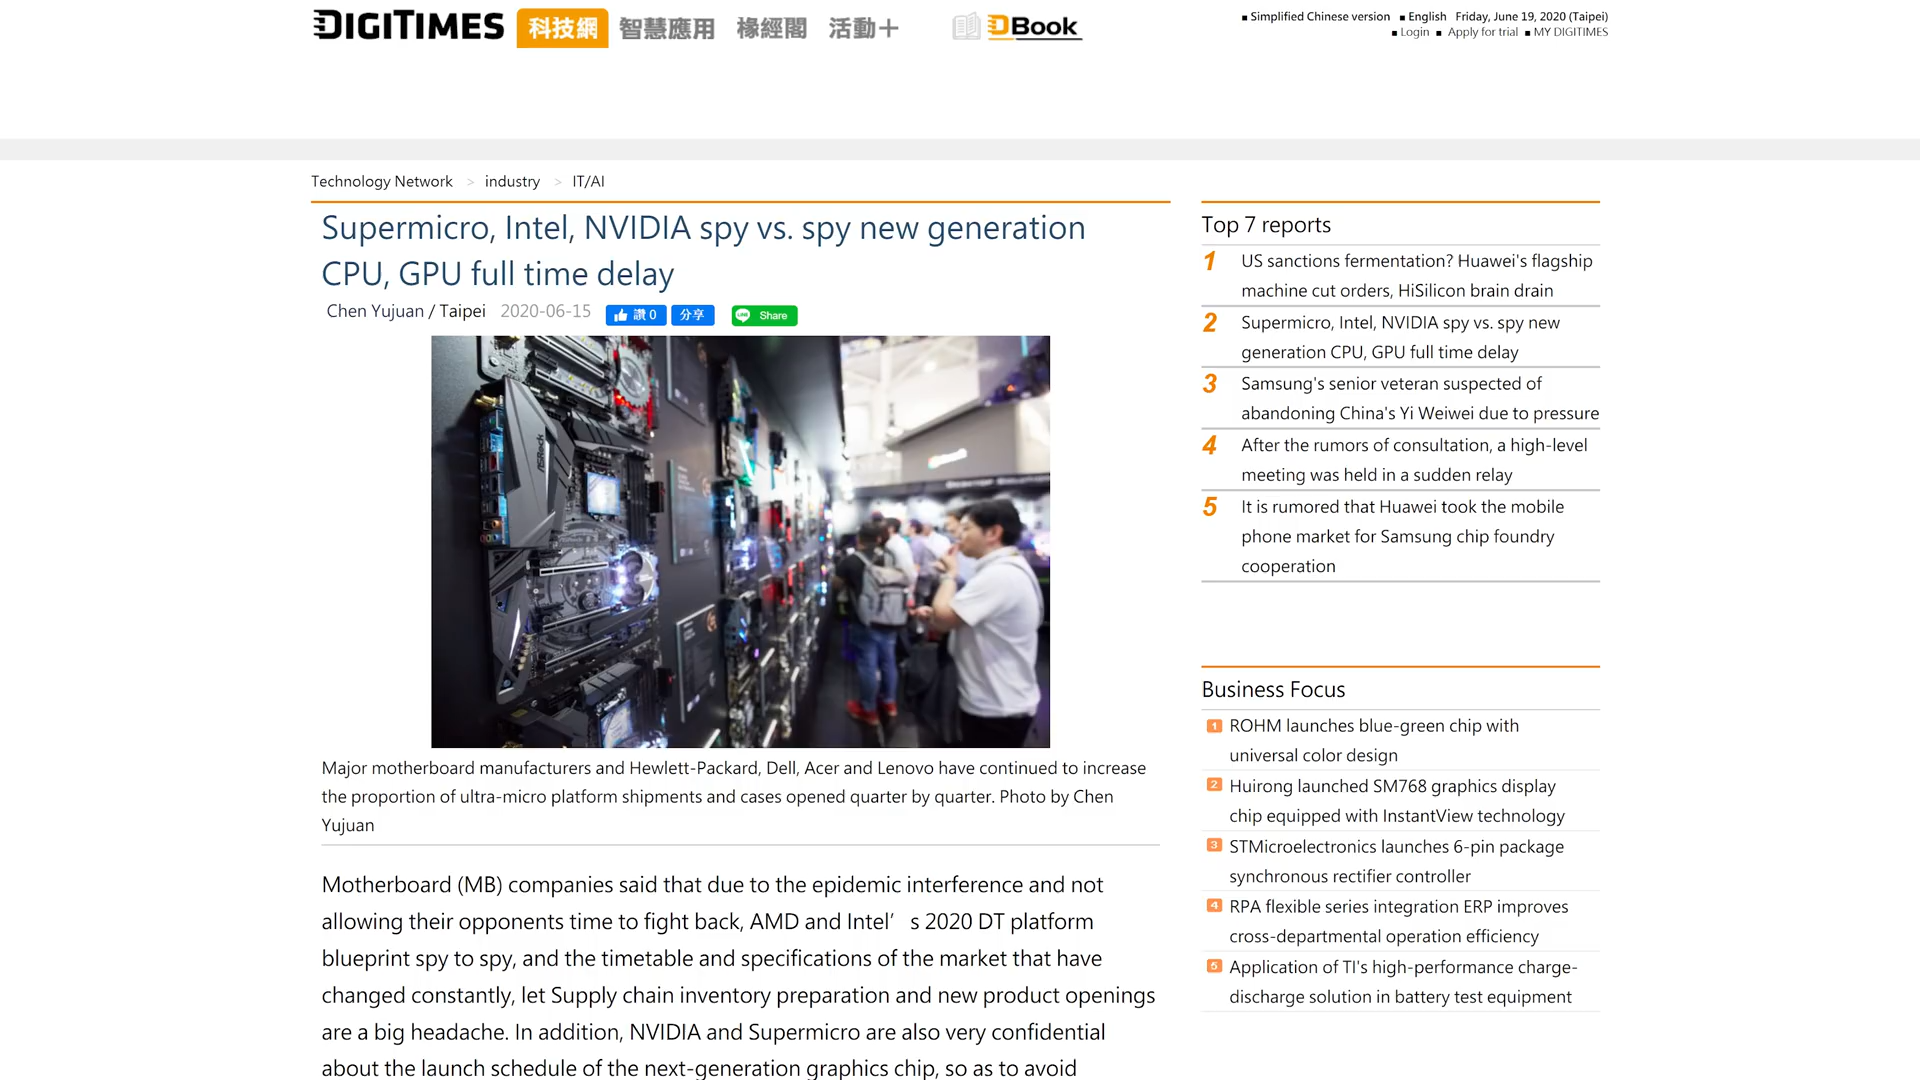 DIGITIMES 科技網 智慧應用 椽經閣 活動＋ DBook
Simplified Chinese version English Friday, June 19, 2020 (Taipei)
Login Apply for trial MY DIGITIMES
Technology Network > industry > IT/AI
Supermicro, Intel, NVIDIA spy vs. spy new generation
CPU, GPU full time delay
Chen Yujuan / Taipei 2020-06-15 讚 0 分享 Share
ASRock
Major motherboard manufacturers and Hewlett-Packard, Dell, Acer and Lenovo have continued to increase
the proportion of ultra-micro platform shipments and cases opened quarter by quarter. Photo by Chen
Yujuan
Motherboard (MB) companies said that due to the epidemic interference and not
allowing their opponents time to fight back, AMD and Intel’ s 2020 DT platform
blueprint spy to spy, and the timetable and specifications of the market that have
changed constantly, let Supply chain inventory preparation and new product openings
are a big headache. In addition, NVIDIA and Supermicro are also very confidential
about the launch schedule of the next-generation graphics chip, so as to avoid
Top 7 reports
1 US sanctions fermentation? Huawei's flagship
machine cut orders, HiSilicon brain drain
2 Supermicro, Intel, NVIDIA spy vs. spy new
generation CPU, GPU full time delay
3 Samsung's senior veteran suspected of
abandoning China's Yi Weiwei due to pressure
4 After the rumors of consultation, a high-level
meeting was held in a sudden relay
5 It is rumored that Huawei took the mobile
phone market for Samsung chip foundry
cooperation
Business Focus
1 ROHM launches blue-green chip with
universal color design
2 Huirong launched SM768 graphics display
chip equipped with InstantView technology
3 STMicroelectronics launches 6-pin package
synchronous rectifier controller
4 RPA flexible series integration ERP improves
cross-departmental operation efficiency
5 Application of TI's high-performance charge-
discharge solution in battery test equipment